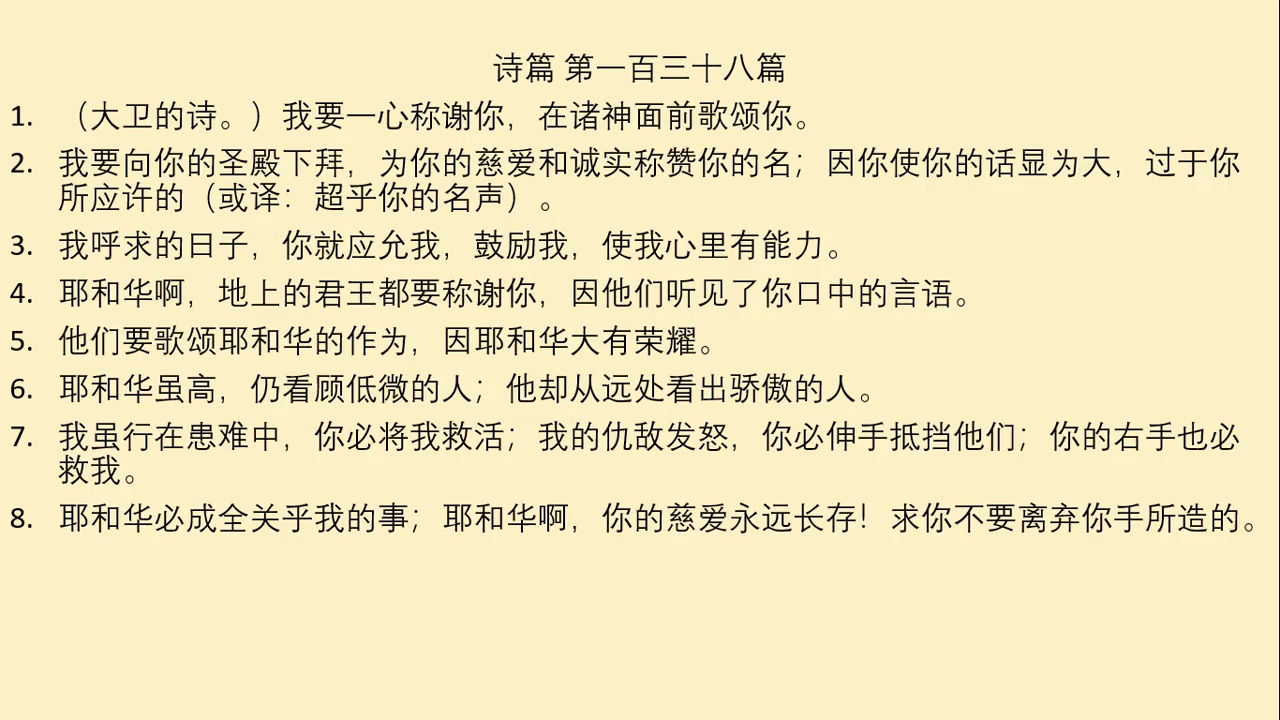 诗篇 第一百三十八篇
1. （大卫的诗。）我要一心称谢你，在诸神面前歌颂你。
2. 我要向你的圣殿下拜，为你的慈爱和诚实称赞你的名；因你使你的话显为大，过于你
所应许的（或译：超乎你的名声）。
3. 我呼求的日子，你就应允我，鼓励我，使我心里有能力。
4. 耶和华啊，地上的君王都要称谢你，因他们听见了你口中的言语。
5. 他们要歌颂耶和华的作为，因耶和华大有荣耀。
6. 耶和华虽高，仍看顾低微的人；他却从远处看出骄傲的人。
7. 我虽行在患难中，你必将我救活；我的仇敌发怒，你必伸手抵挡他们；你的右手也必
救我。
8. 耶和华必成全关乎我的事；耶和华啊，你的慈爱永远长存！求你不要离弃你手所造的。